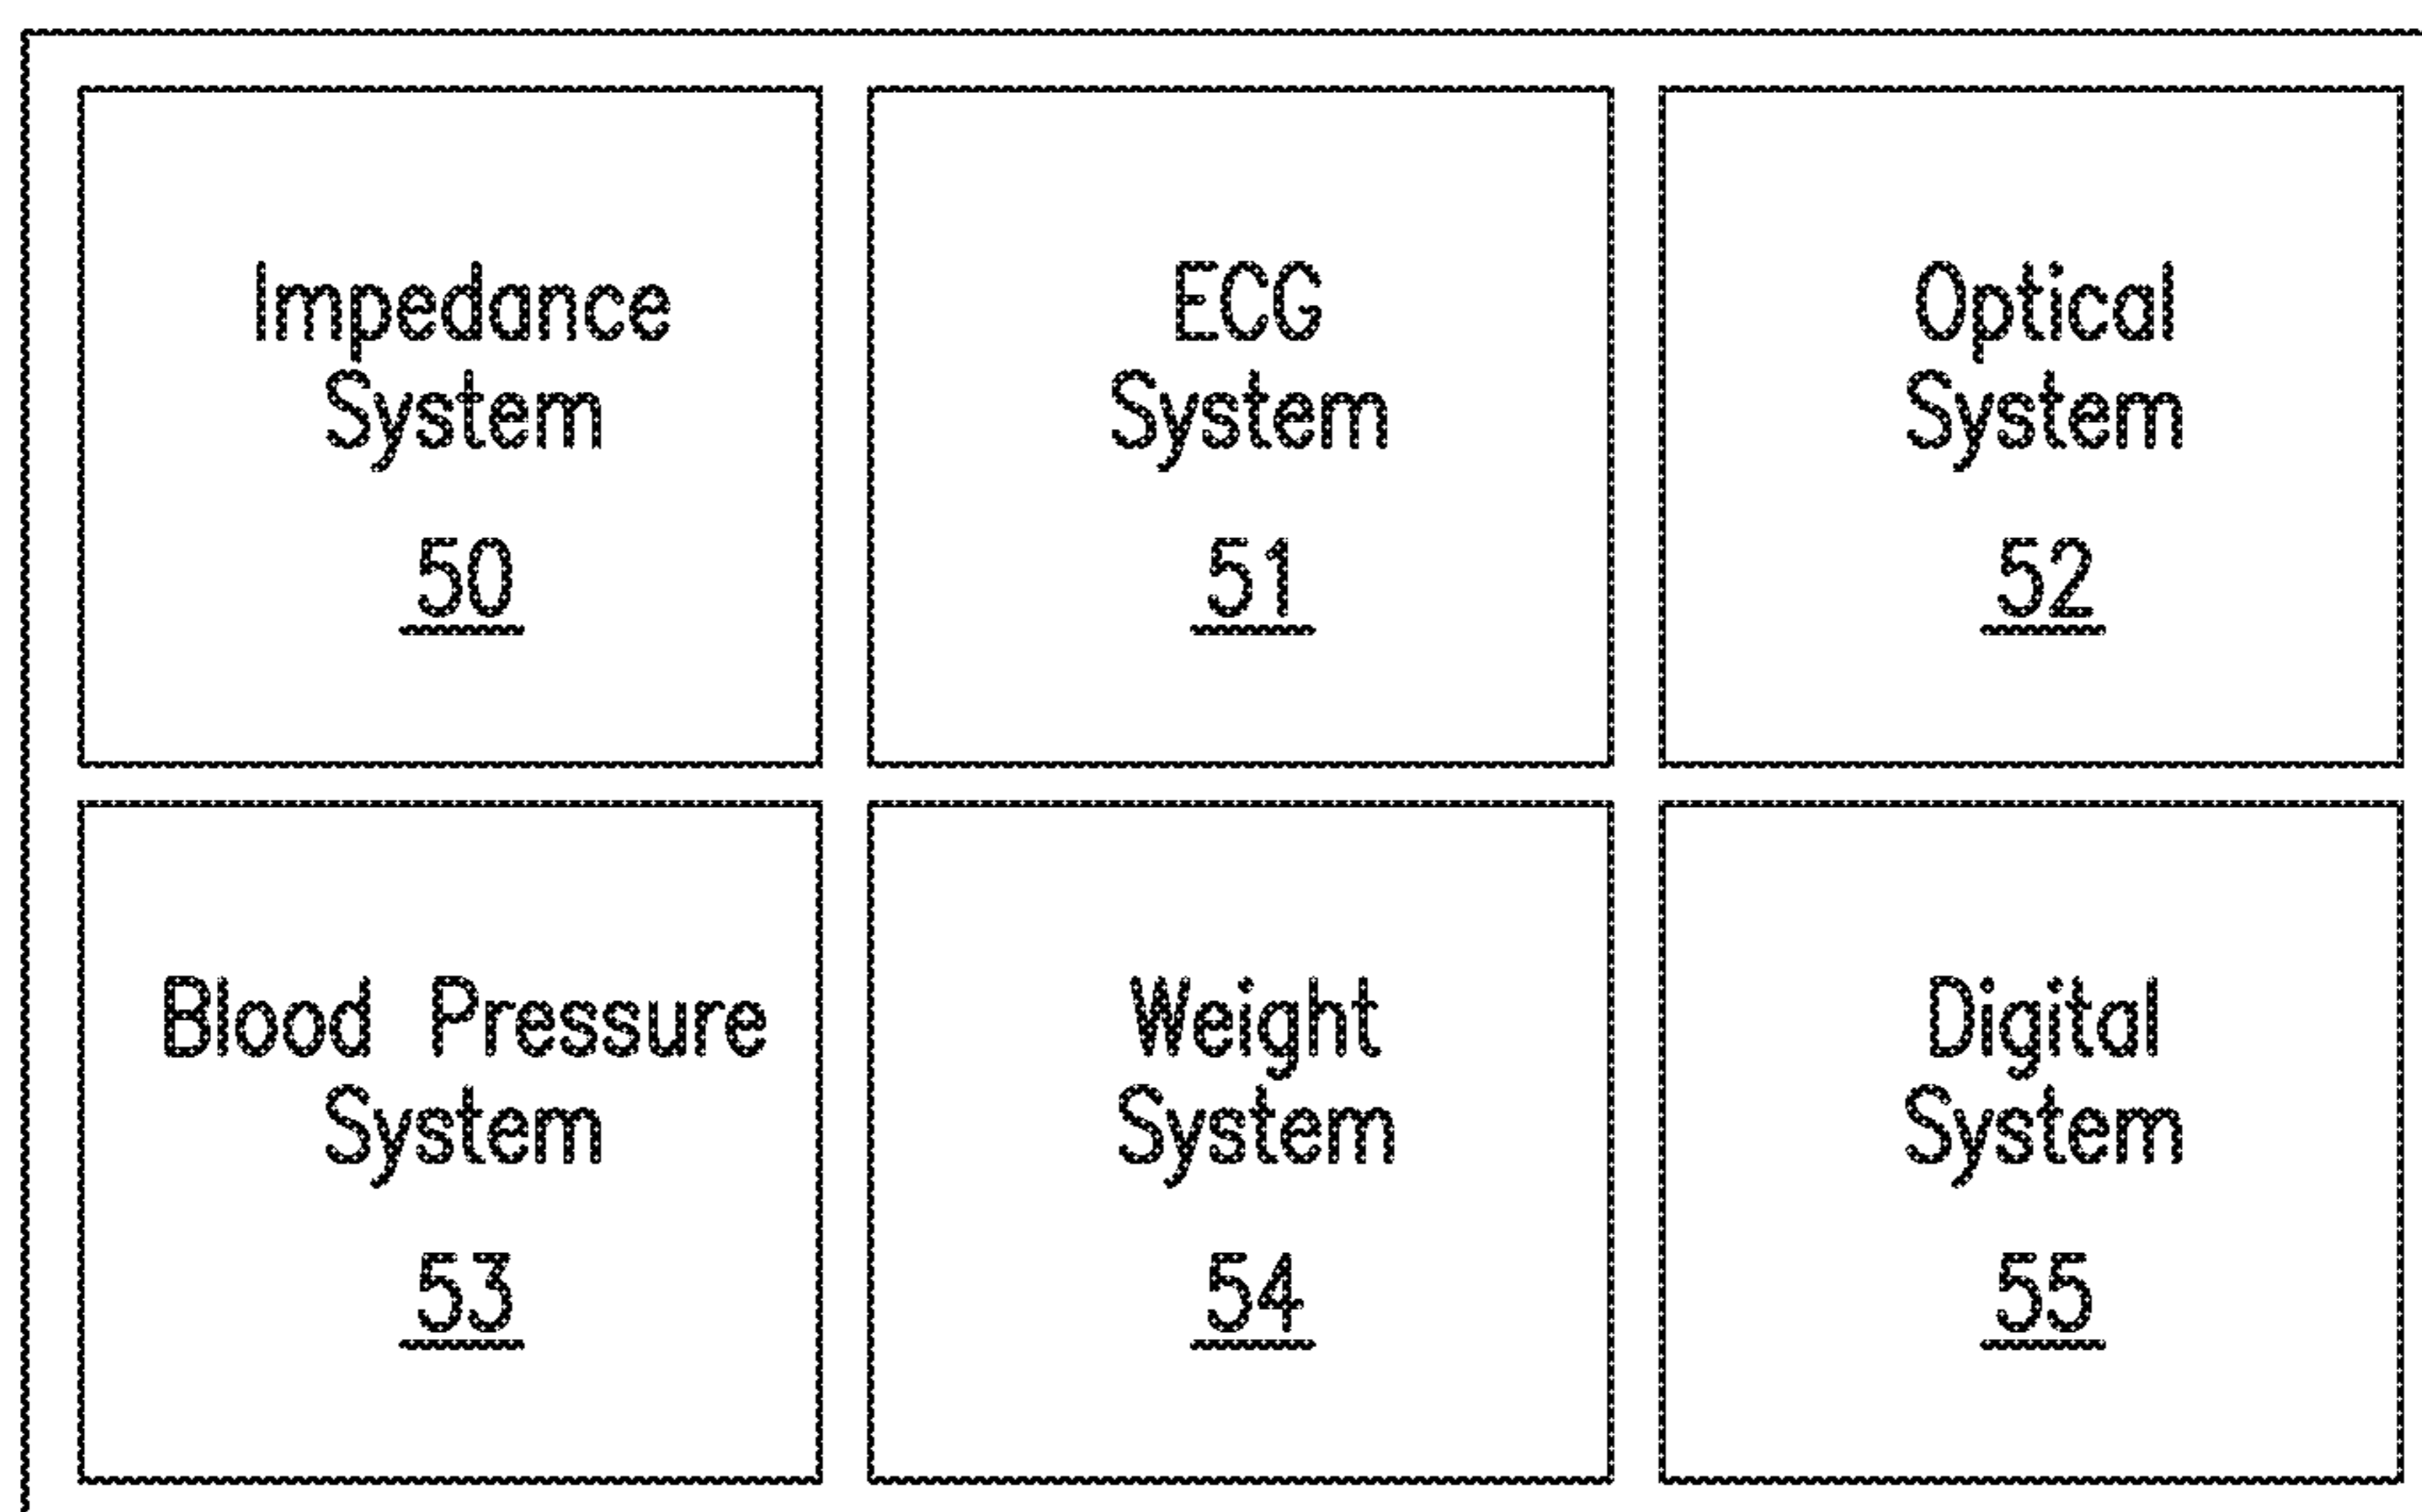 Impedance
System
50
ECG
System
51
Optical
System
52
Blood Pressure
System
53
Weight
System
54
Digital
System
55